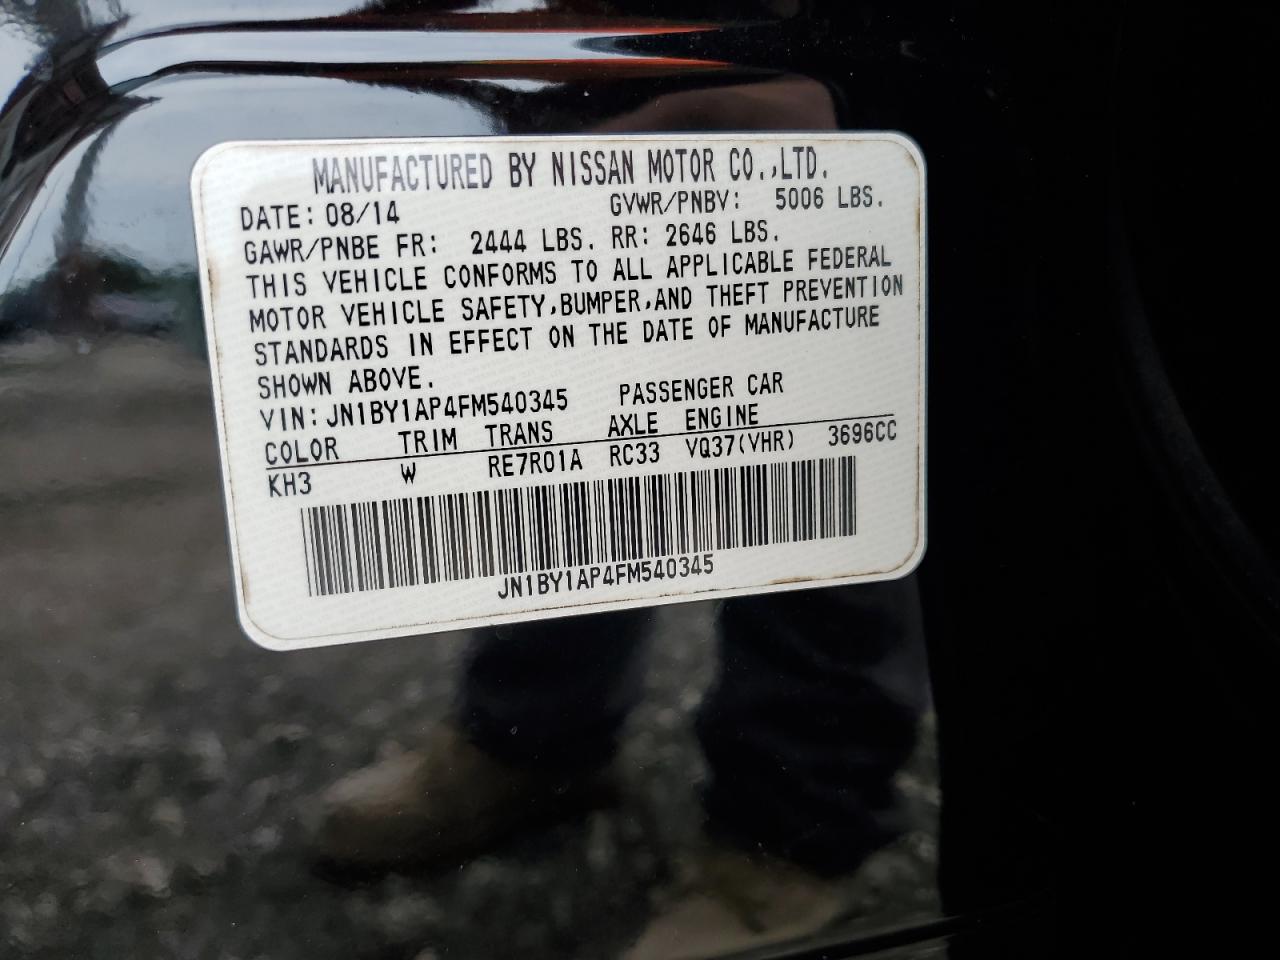 MANUFACTURED BY NISSAN MOTOR CO.,LTD.
DATE: 08/14 GVWR/PNBV: 5006 LBS.
GAWR/PNBE FR: 2444 LBS. RR: 2646 LBS.
THIS VEHICLE CONFORMS TO ALL APPLICABLE FEDERAL
MOTOR VEHICLE SAFETY,BUMPER,AND THEFT PREVENTION
STANDARDS IN EFFECT ON THE DATE OF MANUFACTURE
SHOWN ABOVE.
VIN: JN1BY1AP4FM540345 PASSENGER CAR
COLOR TRIM TRANS AXLE ENGINE
KH3 W RE7R01A RC33 VQ37(VHR) 3696CC
JN1BY1AP4FM540345